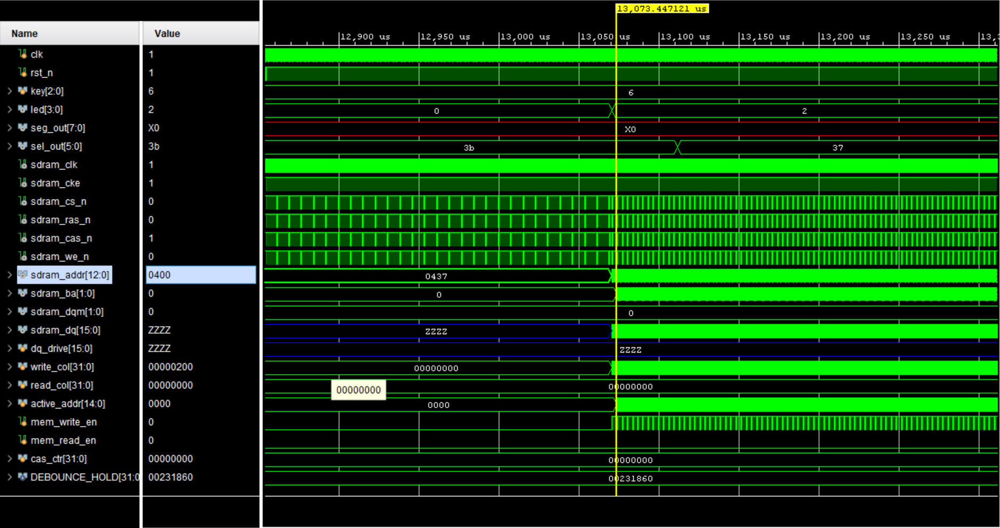 13,073.447121 us
Name Value
12,900 us 12,950 us 13,000 us 13,050 us 13,100 us 13,150 us 13,200 us 13,250 us
clk 1
rst_n 1
key[2:0] 6 6
led[3:0] 2 0 2
seg_out[7:0] X0 X0
sel_out[5:0] 3b 3b 37
sdram_clk 1
sdram_cke 1
sdram_cs_n 0
sdram_ras_n 0
sdram_cas_n 1
sdram_we_n 0
sdram_addr[12:0] 0400 0437
sdram_ba[1:0] 0 0
sdram_dqm[1:0] 0 0
sdram_dq[15:0] ZZZZ ZZZZ
dq_drive[15:0] ZZZZ ZZZZ
write_col[31:0] 00000200 00000000
read_col[31:0] 00000000 00000000
00000000
active_addr[14:0] 0000 0000
mem_write_en 0
mem_read_en 0
cas_ctr[31:0] 00000000 00000000
DEBOUNCE_HOLD[31:0 00231860 00231860